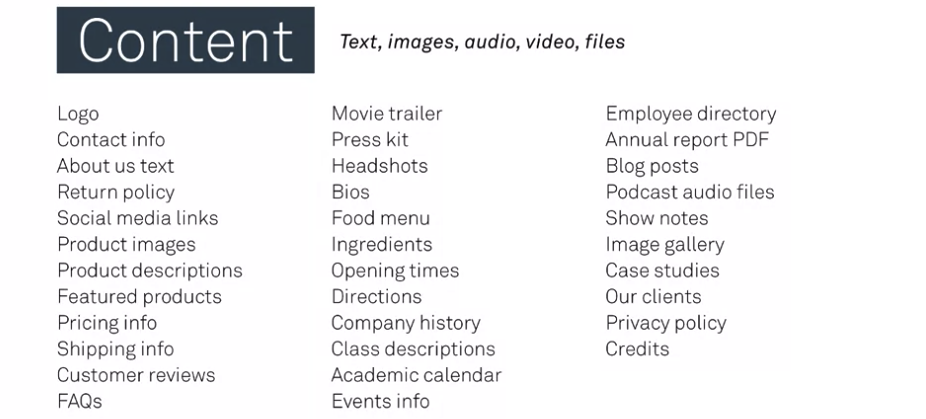 Content
Text, images, audio, video, files
Logo
Contact info
About us text
Return policy
Social media links
Product images
Product descriptions
Featured products
Pricing info
Shipping info
Customer reviews
FAQs
Movie trailer
Press kit
Headshots
Bios
Food menu
Ingredients
Opening times
Directions
Company history
Class descriptions
Academic calendar
Events info
Employee directory
Annual report PDF
Blog posts
Podcast audio files
Show notes
Image gallery
Case studies
Our clients
Privacy policy
Credits